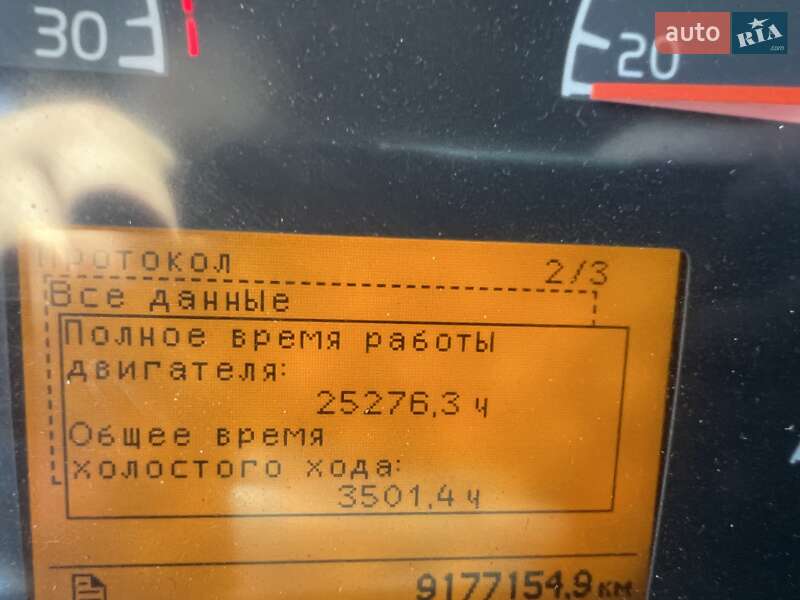 30
20
auto
RIA
.com
Протокол 2/3
Все данные
Полное время работы
двигателя:
25276,3 ч
Общее время
холостого хода:
3501,4 ч
9177154,9 км